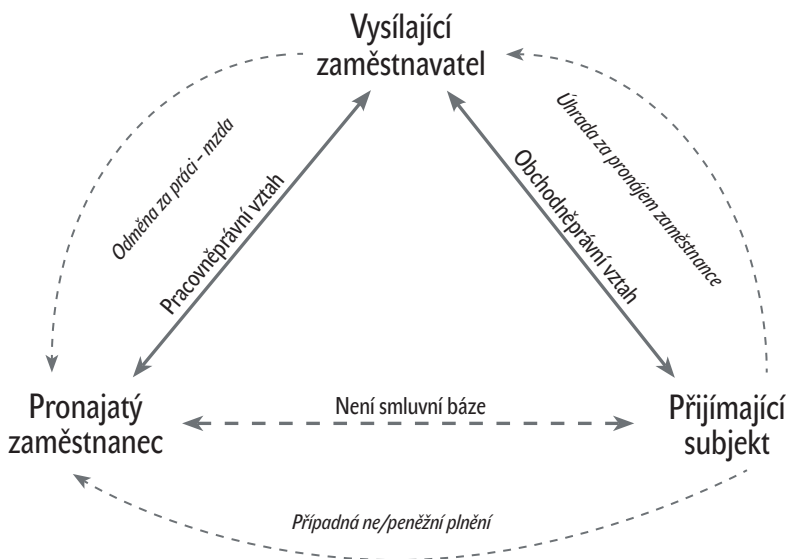 Vysílající
zaměstnavatel
Odměna za práci – mzda
Pracovněprávní vztah
Obchodněprávní vztah
Úhrada za pronájem zaměstnance
Pronajatý
zaměstnanec
Není smluvní báze
Přijímající
subjekt
Případná ne/peněžní plnění